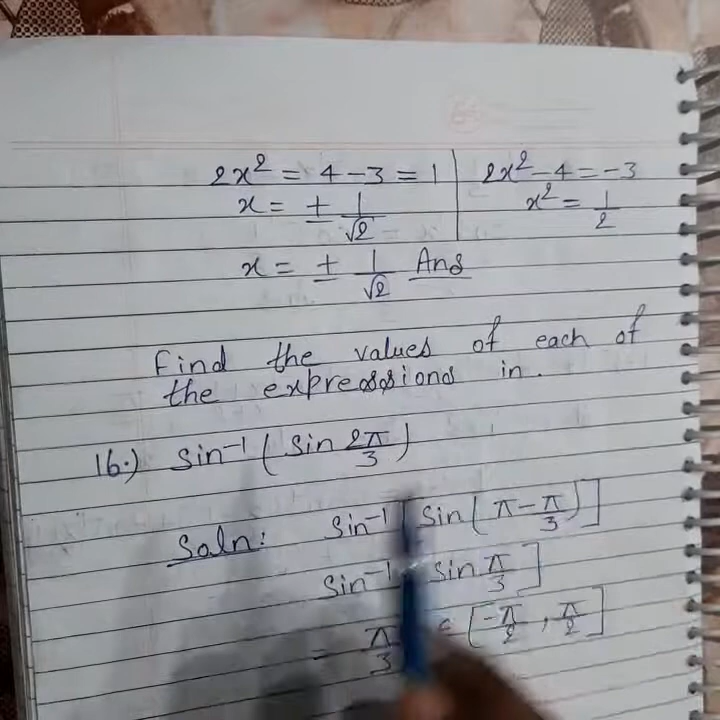 2x² = 4 - 3 = 1 | 2x² - 4 = -3
x = ± 1/√2 | x² = 1/2
x = ± 1/√2 Ans
Find the values of each of
the expressions in.
16.) sin⁻¹ ( sin 2π/3 )
Soln: sin⁻¹ [ sin ( π - π/3 ) ]
sin⁻¹ sin π/3 ]
= π/3 ∈ [ -π/2 , π/2 ]